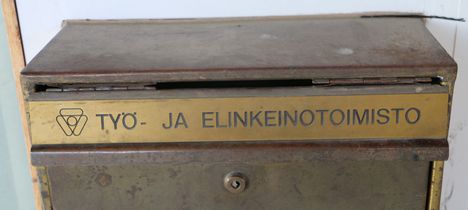 TYÖ- JA ELINKEINOTOIMISTO